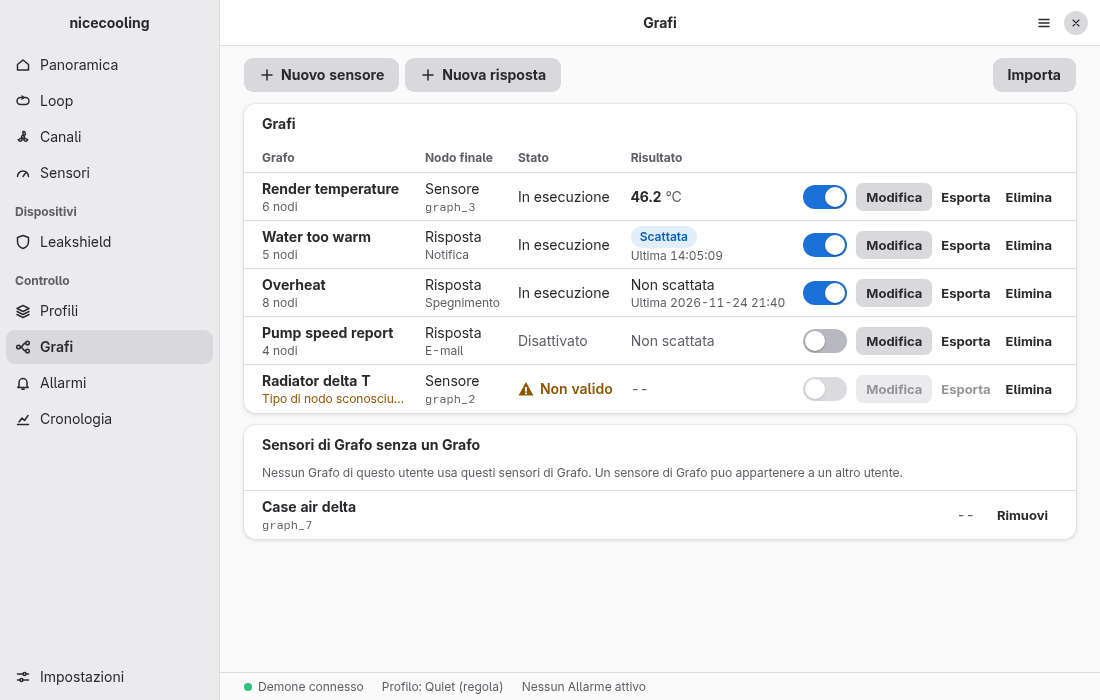 nicecooling
Grafi
Panoramica
Loop
Canali
Sensori
Dispositivi
Leakshield
Controllo
Profili
Grafi
Allarmi
Cronologia
Impostazioni
Nuovo sensore
Nuova risposta
Importa
Grafi
Grafo Nodo finale Stato Risultato
Render temperature Sensore In esecuzione 46.2 °C Modifica Esporta Elimina
6 nodi graph_3
Water too warm Risposta In esecuzione Scattata Modifica Esporta Elimina
5 nodi Notifica Ultima 14:05:09
Overheat Risposta In esecuzione Non scattata Modifica Esporta Elimina
8 nodi Spegnimento Ultima 2026-11-24 21:40
Pump speed report Risposta Disattivato Non scattata Modifica Esporta Elimina
4 nodi E-mail
Radiator delta T Sensore Non valido -- Modifica Esporta Elimina
Tipo di nodo sconosciu... graph_2
Sensori di Grafo senza un Grafo
Nessun Grafo di questo utente usa questi sensori di Grafo. Un sensore di Grafo puo appartenere a un altro utente.
Case air delta -- Rimuovi
graph_7
Demone connesso Profilo: Quiet (regola) Nessun Allarme attivo